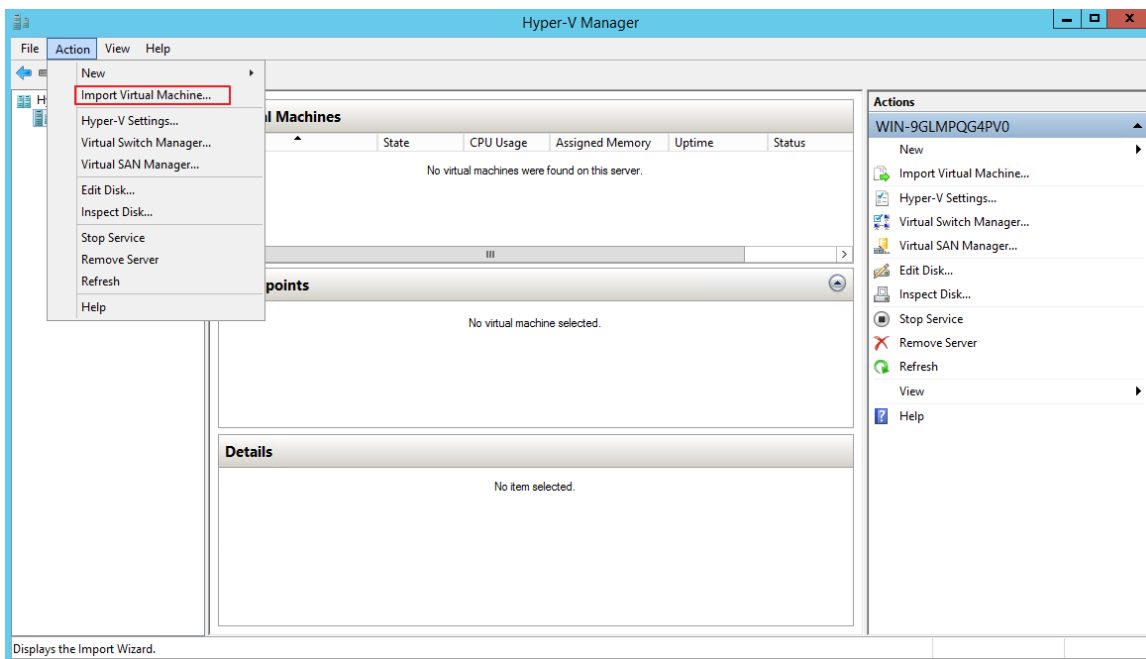 Hyper-V Manager
File Action View Help
New
Import Virtual Machine...
Hyper-V Settings...
Virtual Switch Manager...
Virtual SAN Manager...
Edit Disk...
Inspect Disk...
Stop Service
Remove Server
Refresh
Help
H
al Machines
State CPU Usage Assigned Memory Uptime Status
No virtual machines were found on this server.
points
No virtual machine selected.
Details
No item selected.
Actions
WIN-9GLMPQG4PV0
New
Import Virtual Machine...
Hyper-V Settings...
Virtual Switch Manager...
Virtual SAN Manager...
Edit Disk...
Inspect Disk...
Stop Service
Remove Server
Refresh
View
Help
Displays the Import Wizard.